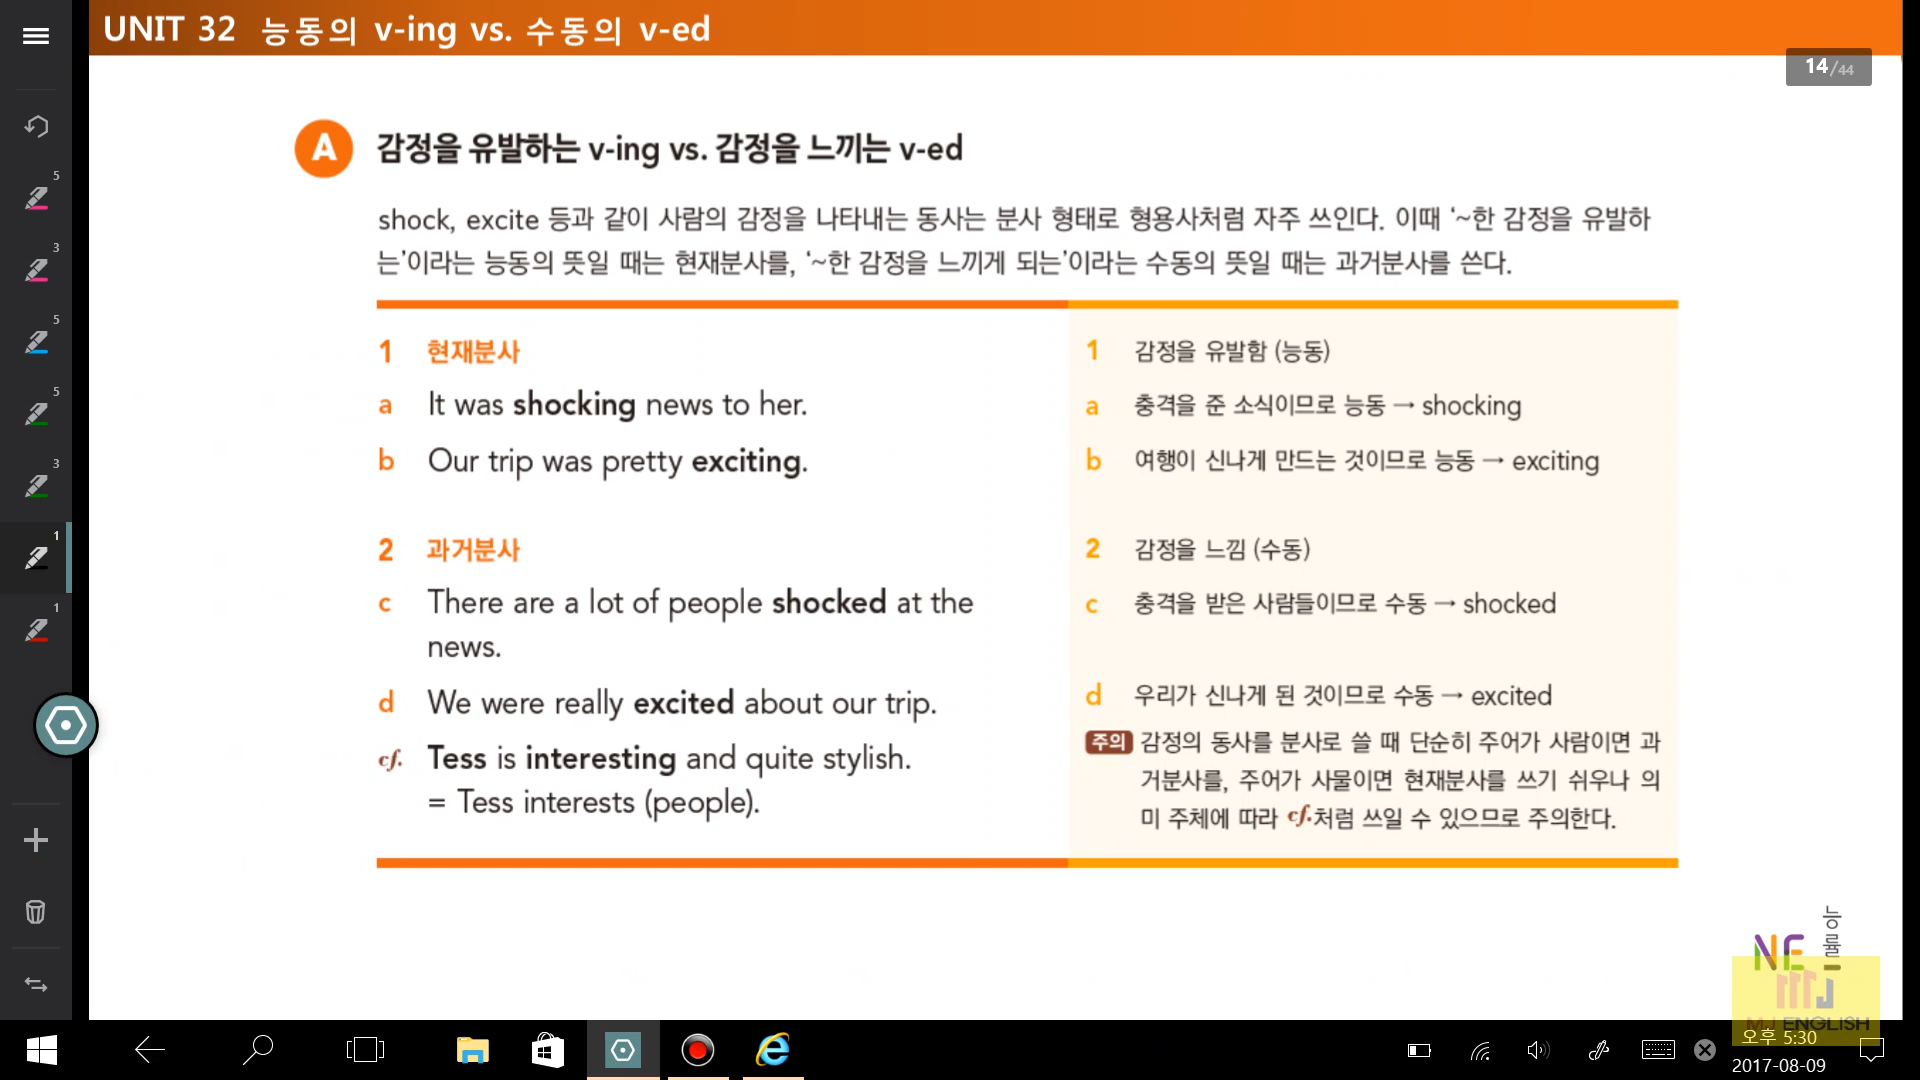 UNIT 32 능동의 v-ing vs. 수동의 v-ed
14/44
A 감정을 유발하는 v-ing vs. 감정을 느끼는 v-ed
shock, excite 등과 같이 사람의 감정을 나타내는 동사는 분사 형태로 형용사처럼 자주 쓰인다. 이때 ‘~한 감정을 유발하
는’이라는 능동의 뜻일 때는 현재분사를, ‘~한 감정을 느끼게 되는’이라는 수동의 뜻일 때는 과거분사를 쓴다.
1 현재분사
a It was shocking news to her.
b Our trip was pretty exciting.
2 과거분사
c There are a lot of people shocked at the
news.
d We were really excited about our trip.
cf. Tess is interesting and quite stylish.
= Tess interests (people).
1 감정을 유발함 (능동)
a 충격을 준 소식이므로 능동 → shocking
b 여행이 신나게 만드는 것이므로 능동 → exciting
2 감정을 느낌 (수동)
c 충격을 받은 사람들이므로 수동 → shocked
d 우리가 신나게 된 것이므로 수동 → excited
주의 감정의 동사를 분사로 쓸 때 단순히 주어가 사람이면 과
거분사를, 주어가 사물이면 현재분사를 쓰기 쉬우나 의
미 주체에 따라 cf.처럼 쓰일 수 있으므로 주의한다.
5
3
5
5
3
1
1
NE 능률
MJ ENGLISH
오후 5:30
2017-08-09